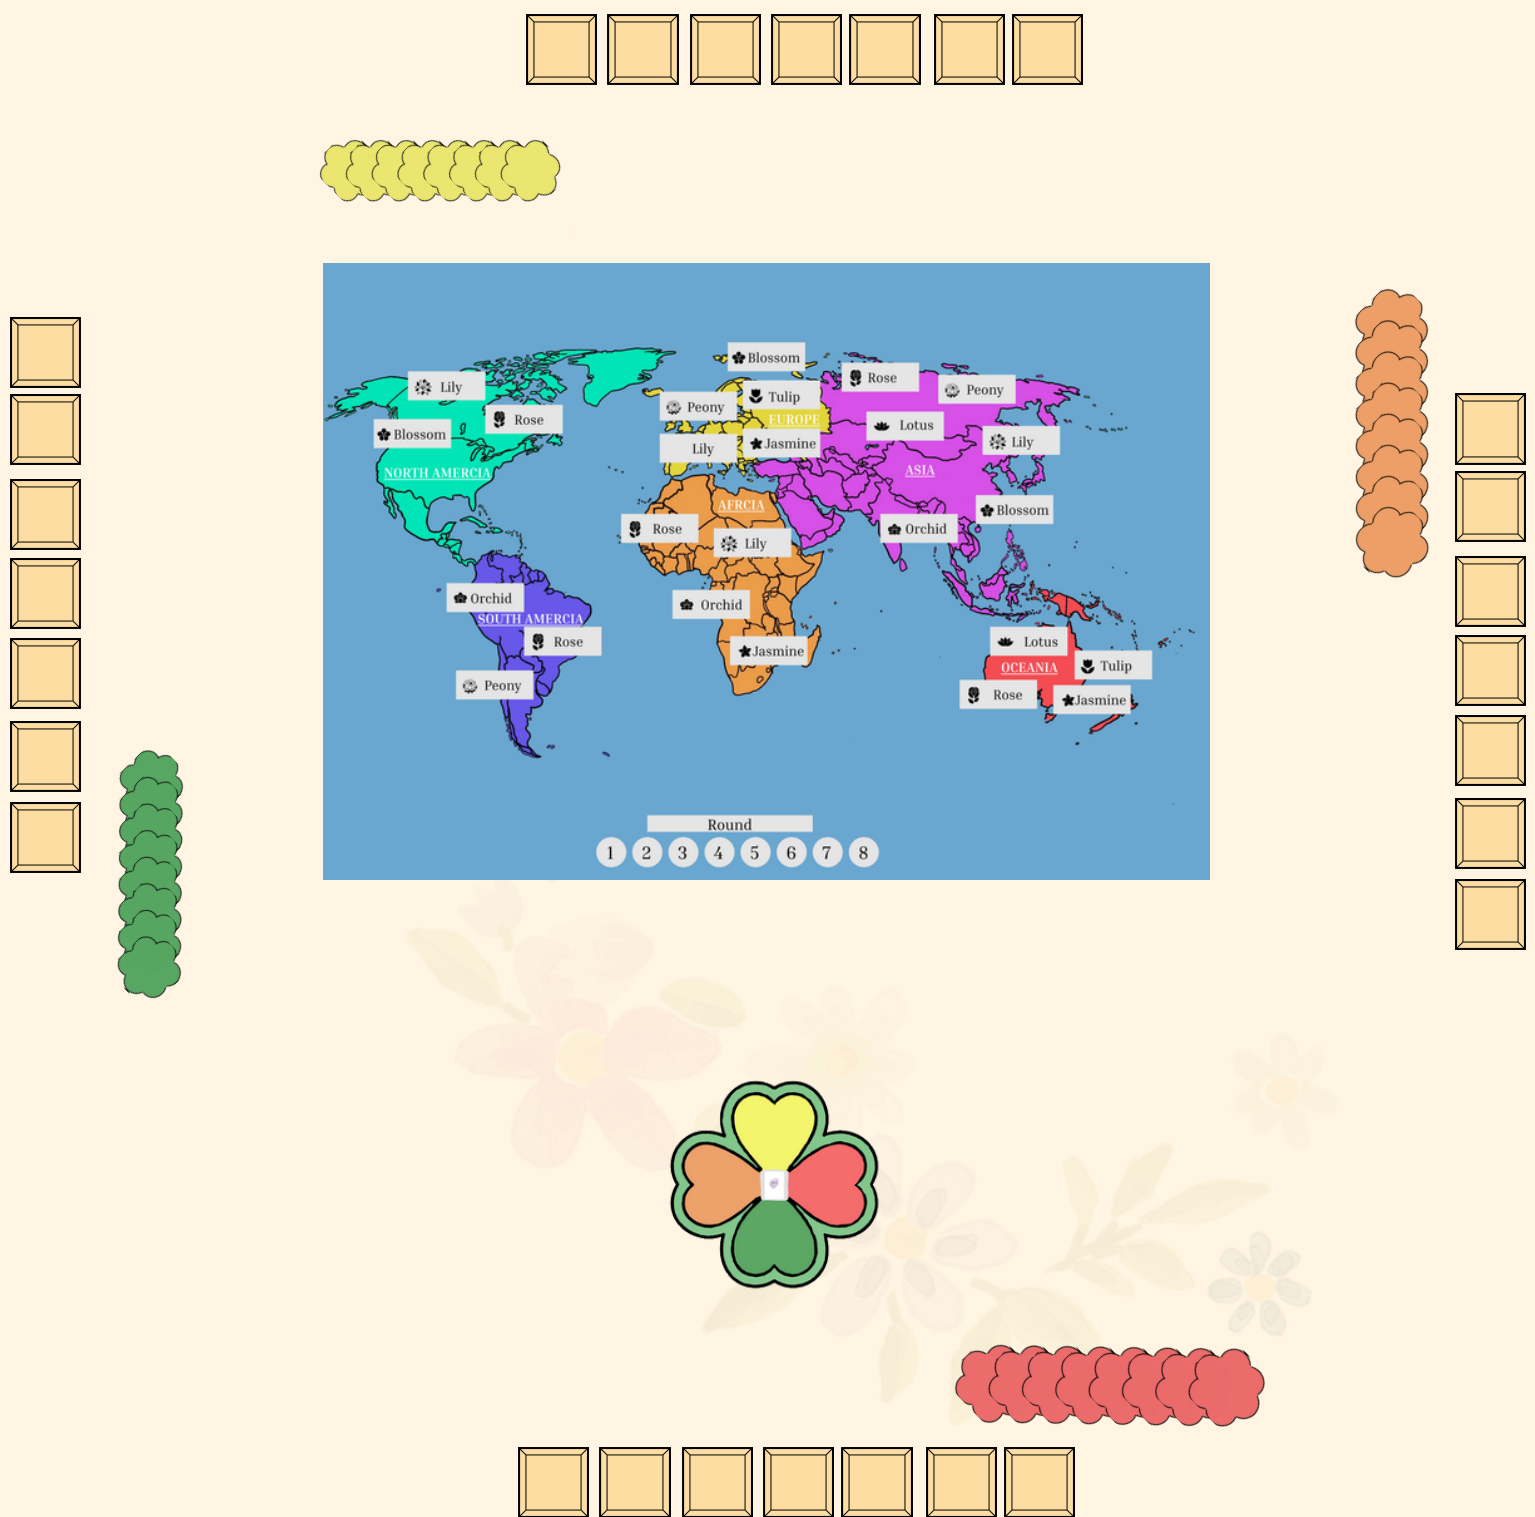 Blossom
Lily
Rose
Blossom
NORTH AMERCIA
Peony
Tulip
EUROPE
Lily
Jasmine
Rose
Peony
Lotus
Lily
ASIA
Blossom
Orchid
AFRCIA
Rose
Lily
Orchid
Jasmine
Orchid
SOUTH AMERCIA
Rose
Peony
Lotus
OCEANIA
Tulip
Rose
Jasmine
Round
1 2 3 4 5 6 7 8